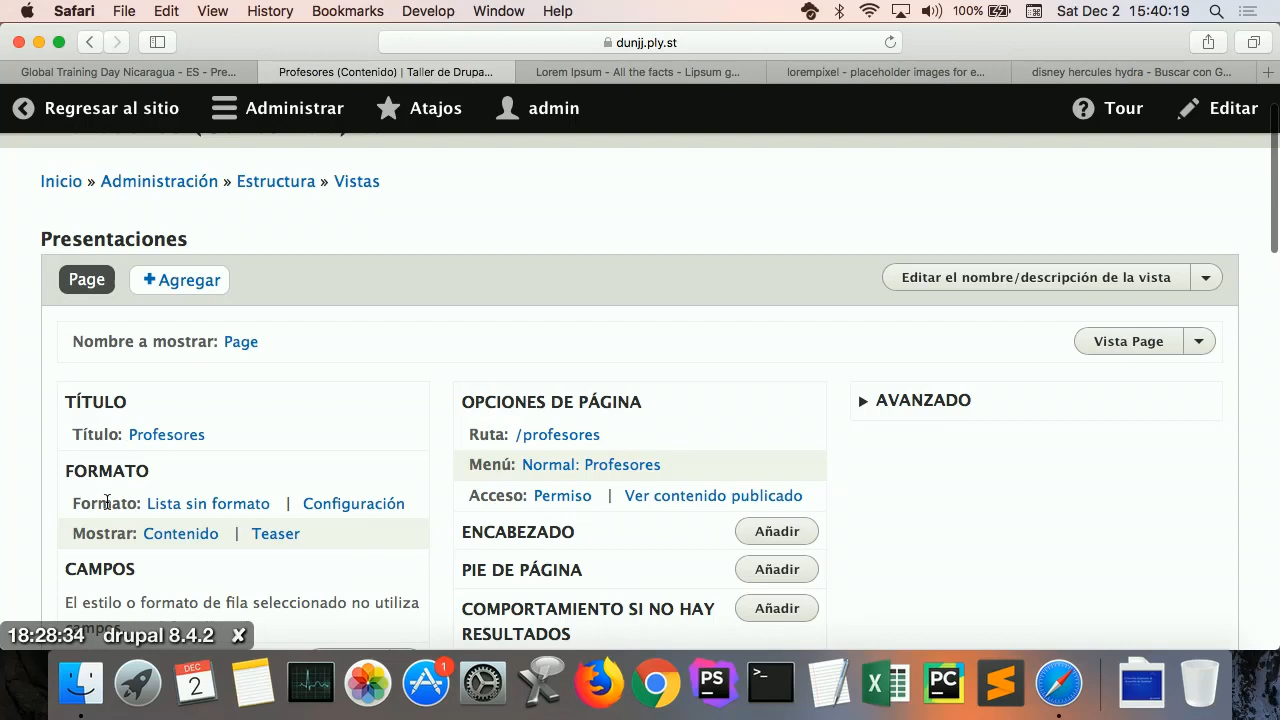 Safari File Edit View History Bookmarks Develop Window Help 100% Sat Dec 2 15:40:19
dunjj.ply.st
Global Training Day Nicaragua - ES - Pre... Profesores (Contenido) | Taller de Drupa... Lorem Ipsum - All the facts - Lipsum g... lorempixel - placeholder images for e... disney hercules hydra - Buscar con G...
Regresar al sitio Administrar Atajos admin Tour Editar
Inicio » Administración » Estructura » Vistas
Presentaciones
Page Agregar Editar el nombre/descripción de la vista
Nombre a mostrar: Page Vista Page
TÍTULO OPCIONES DE PÁGINA AVANZADO
Título: Profesores Ruta: /profesores
FORMATO Menú: Normal: Profesores
Formato: Lista sin formato | Configuración Acceso: Permiso | Ver contenido publicado
Mostrar: Contenido | Teaser ENCABEZADO Añadir
CAMPOS PIE DE PÁGINA Añadir
El estilo o formato de fila seleccionado no utiliza COMPORTAMIENTO SI NO HAY Añadir
campos RESULTADOS
18:28:34 drupal 8.4.2 ✘
DEC
2
1
PS
PC